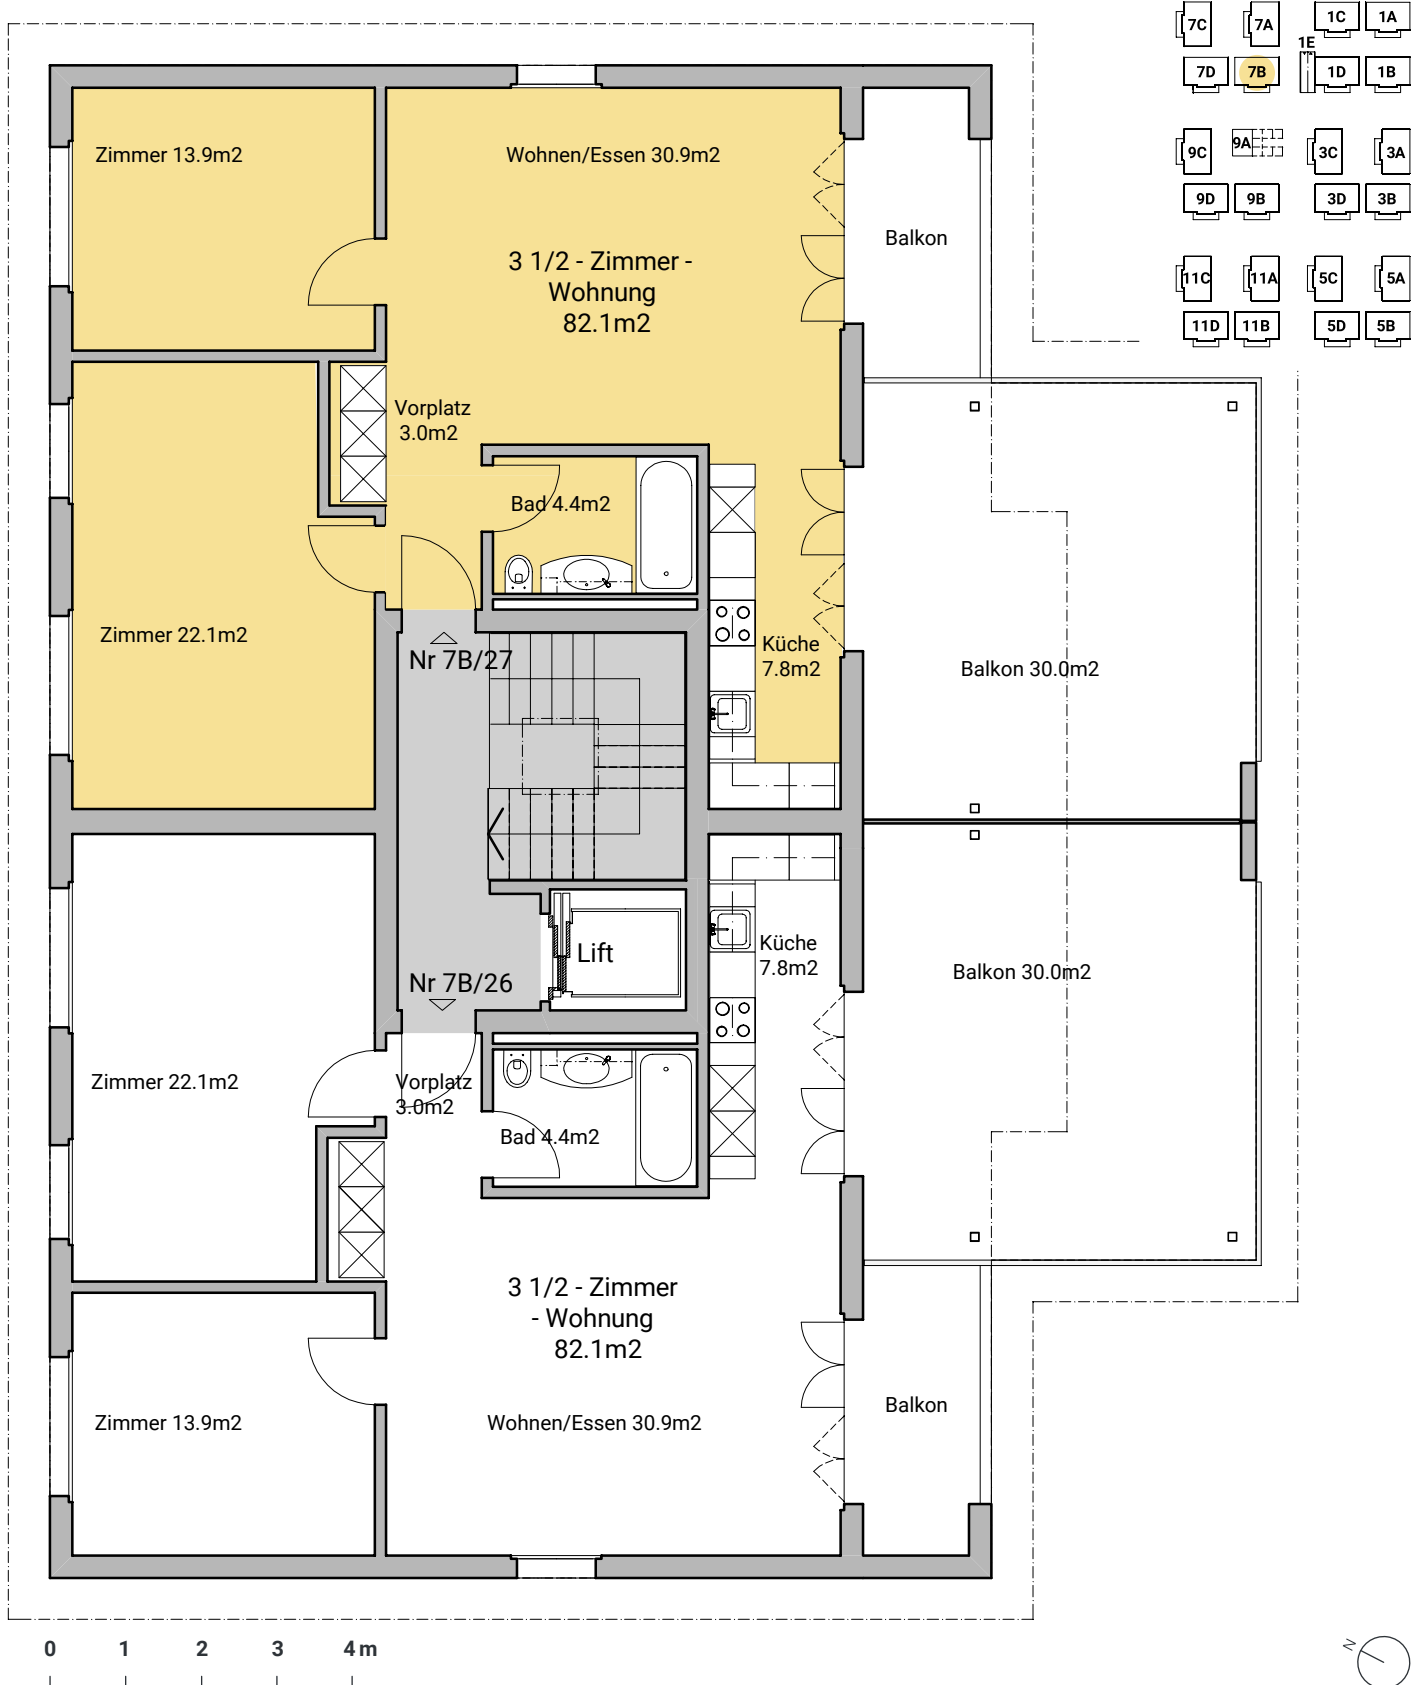 7C 7A 1C 1A
1E
7D 7B 1D 1B
9C 9A 3C 3A
9D 9B 3D 3B
11C 11A 5C 5A
11D 11B 5D 5B
Zimmer 13.9m2
Wohnen/Essen 30.9m2
Balkon
3 1/2 - Zimmer -
Wohnung
82.1m2
Vorplatz
3.0m2
Bad 4.4m2
Zimmer 22.1m2
Nr 7B/27
Küche
7.8m2
Balkon 30.0m2
Lift
Nr 7B/26
Küche
7.8m2
Balkon 30.0m2
Zimmer 22.1m2
Vorplatz
3.0m2
Bad 4.4m2
3 1/2 - Zimmer
- Wohnung
82.1m2
Zimmer 13.9m2
Wohnen/Essen 30.9m2
Balkon
0 1 2 3 4m
N